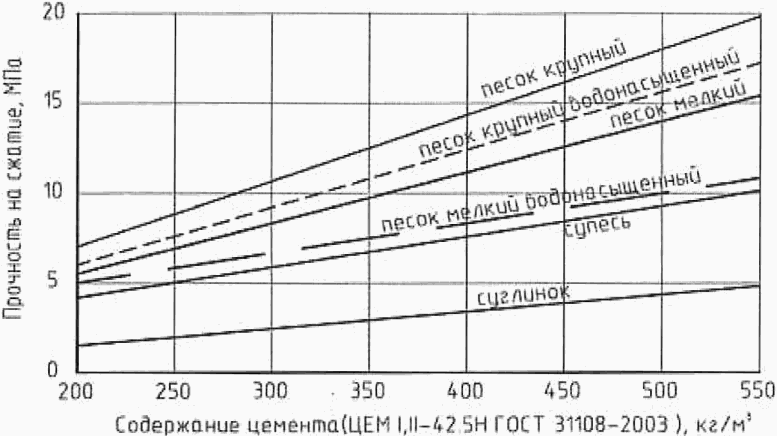 Прочность на сжатие, МПа
20
15
10
5
0
песок крупный
песок крупный водонасыщенный
песок мелкий
песок мелкий водонасыщенный
супесь
суглинок
200 250 300 350 400 450 500 550
Содержание цемента(ЦЕМ I,II-42.5Н ГОСТ 31108-2003 ), кг/м³